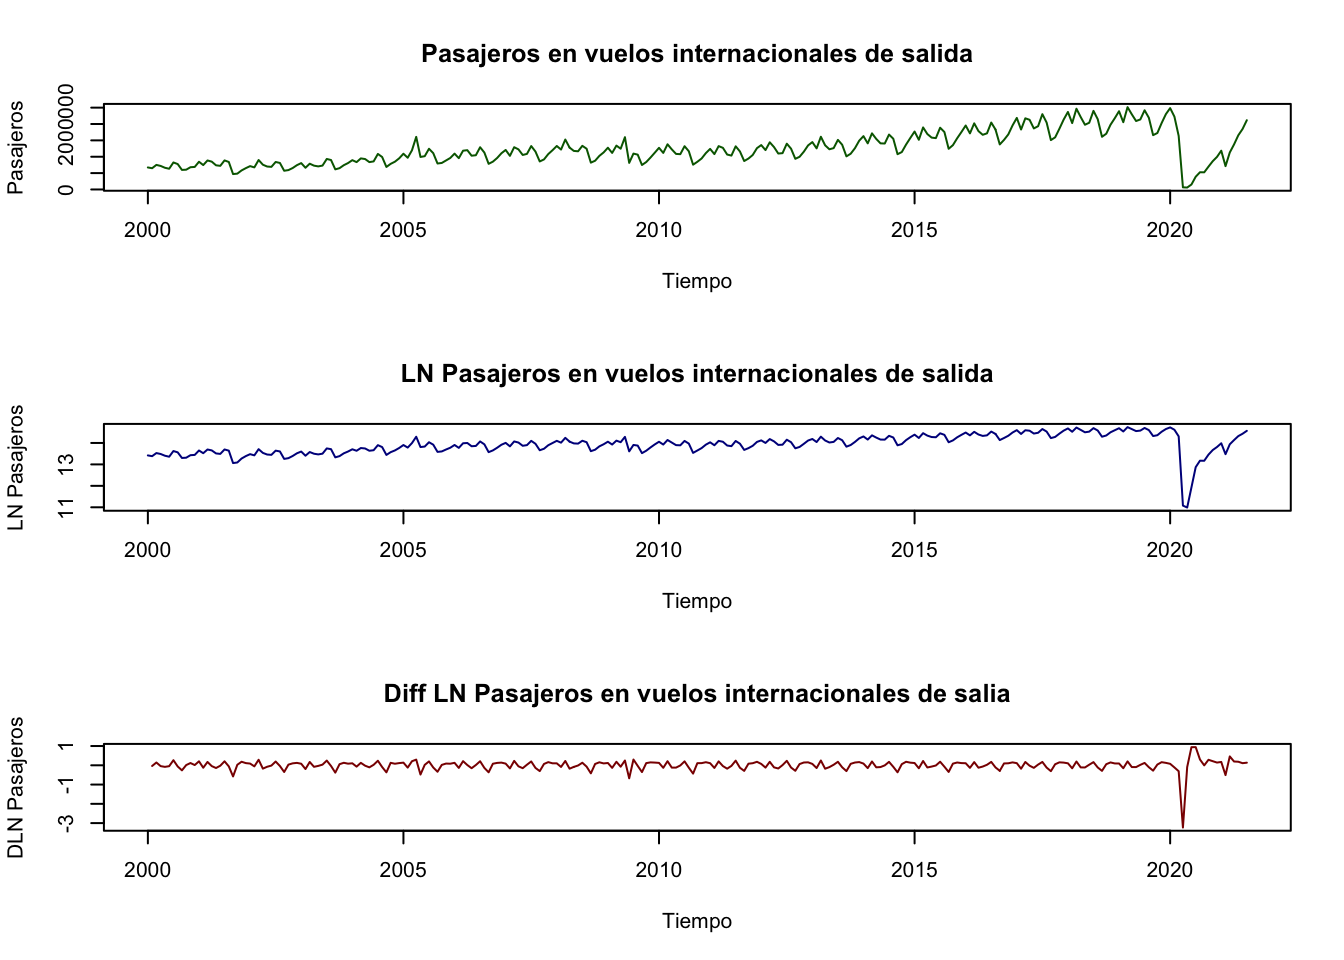 Pasajeros en vuelos internacionales de salida
Pasajeros
0 2000000
2000 2005 2010 2015 2020
Tiempo
LN Pasajeros en vuelos internacionales de salida
LN Pasajeros
11 13
2000 2005 2010 2015 2020
Tiempo
Diff LN Pasajeros en vuelos internacionales de salia
DLN Pasajeros
-3 -1 1
2000 2005 2010 2015 2020
Tiempo